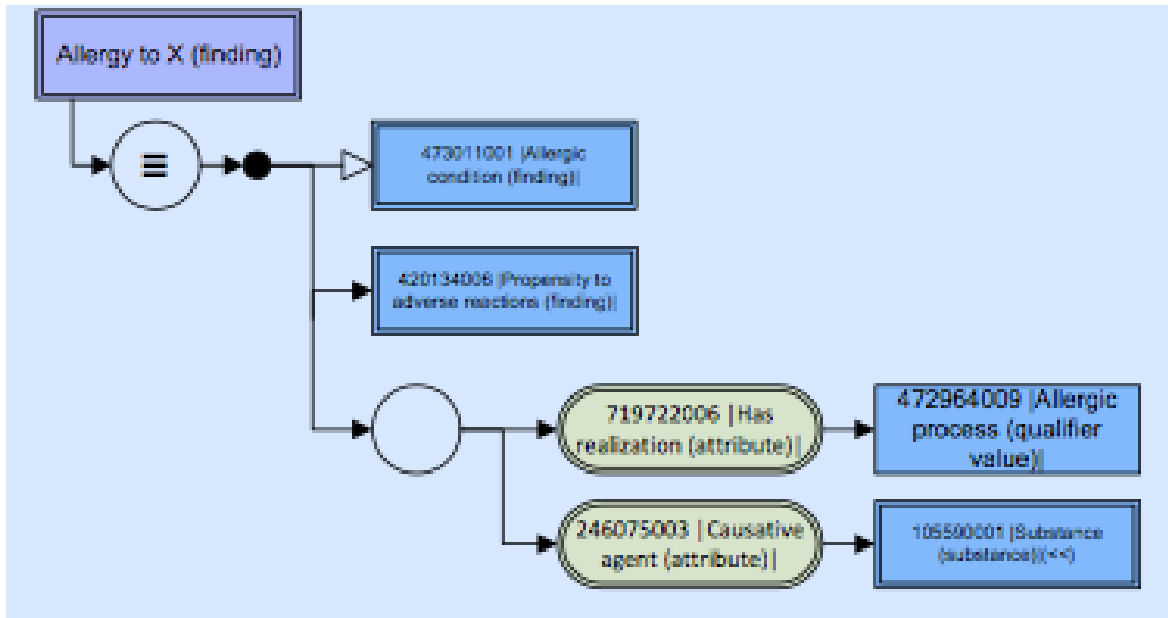 Allergy to X (finding)
≡
473011001 |Allergic
condition (finding)|
420134006 |Propensity to
adverse reactions (finding)|
719722006 | Has
realization (attribute)|
472964009 |Allergic
process (qualifier
value)|
246075003 | Causative
agent (attribute)|
105590001 |Substance
(substance)|(<<)